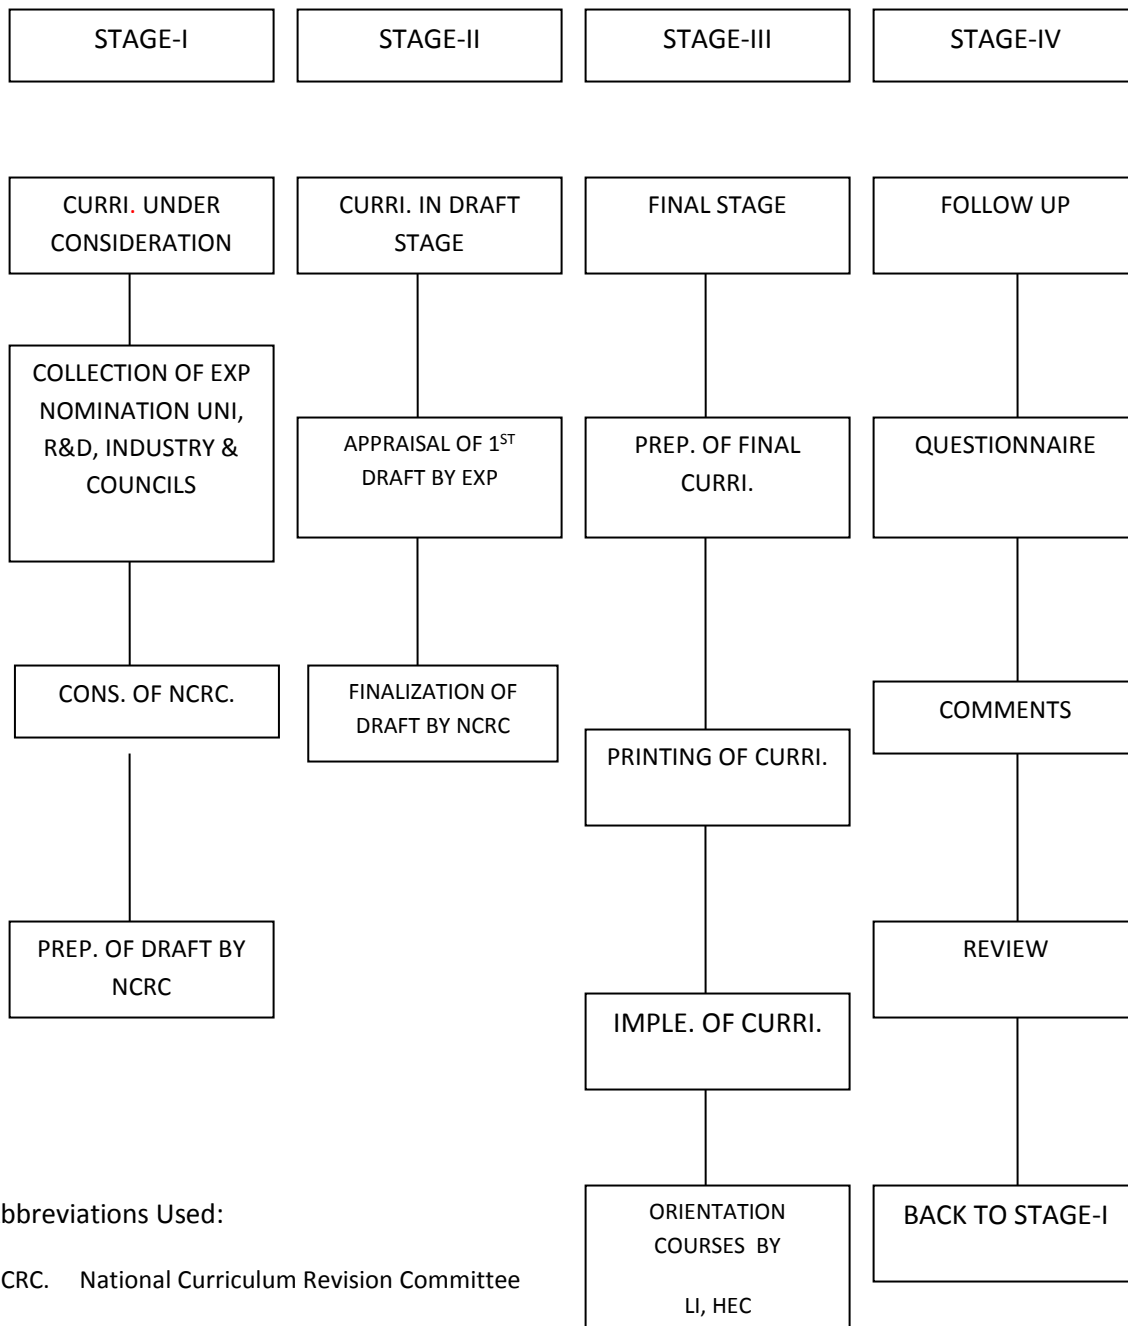 STAGE-I
STAGE-II
STAGE-III
STAGE-IV
CURRI. UNDER
CONSIDERATION
COLLECTION OF EXP
NOMINATION UNI,
R&D, INDUSTRY &
COUNCILS
CONS. OF NCRC.
PREP. OF DRAFT BY
NCRC
CURRI. IN DRAFT
STAGE
APPRAISAL OF 1ST
DRAFT BY EXP
FINALIZATION OF
DRAFT BY NCRC
FINAL STAGE
PREP. OF FINAL
CURRI.
PRINTING OF CURRI.
IMPLE. OF CURRI.
ORIENTATION
COURSES BY
LI, HEC
FOLLOW UP
QUESTIONNAIRE
COMMENTS
REVIEW
BACK TO STAGE-I
bbreviations Used:
CRC. National Curriculum Revision Committee